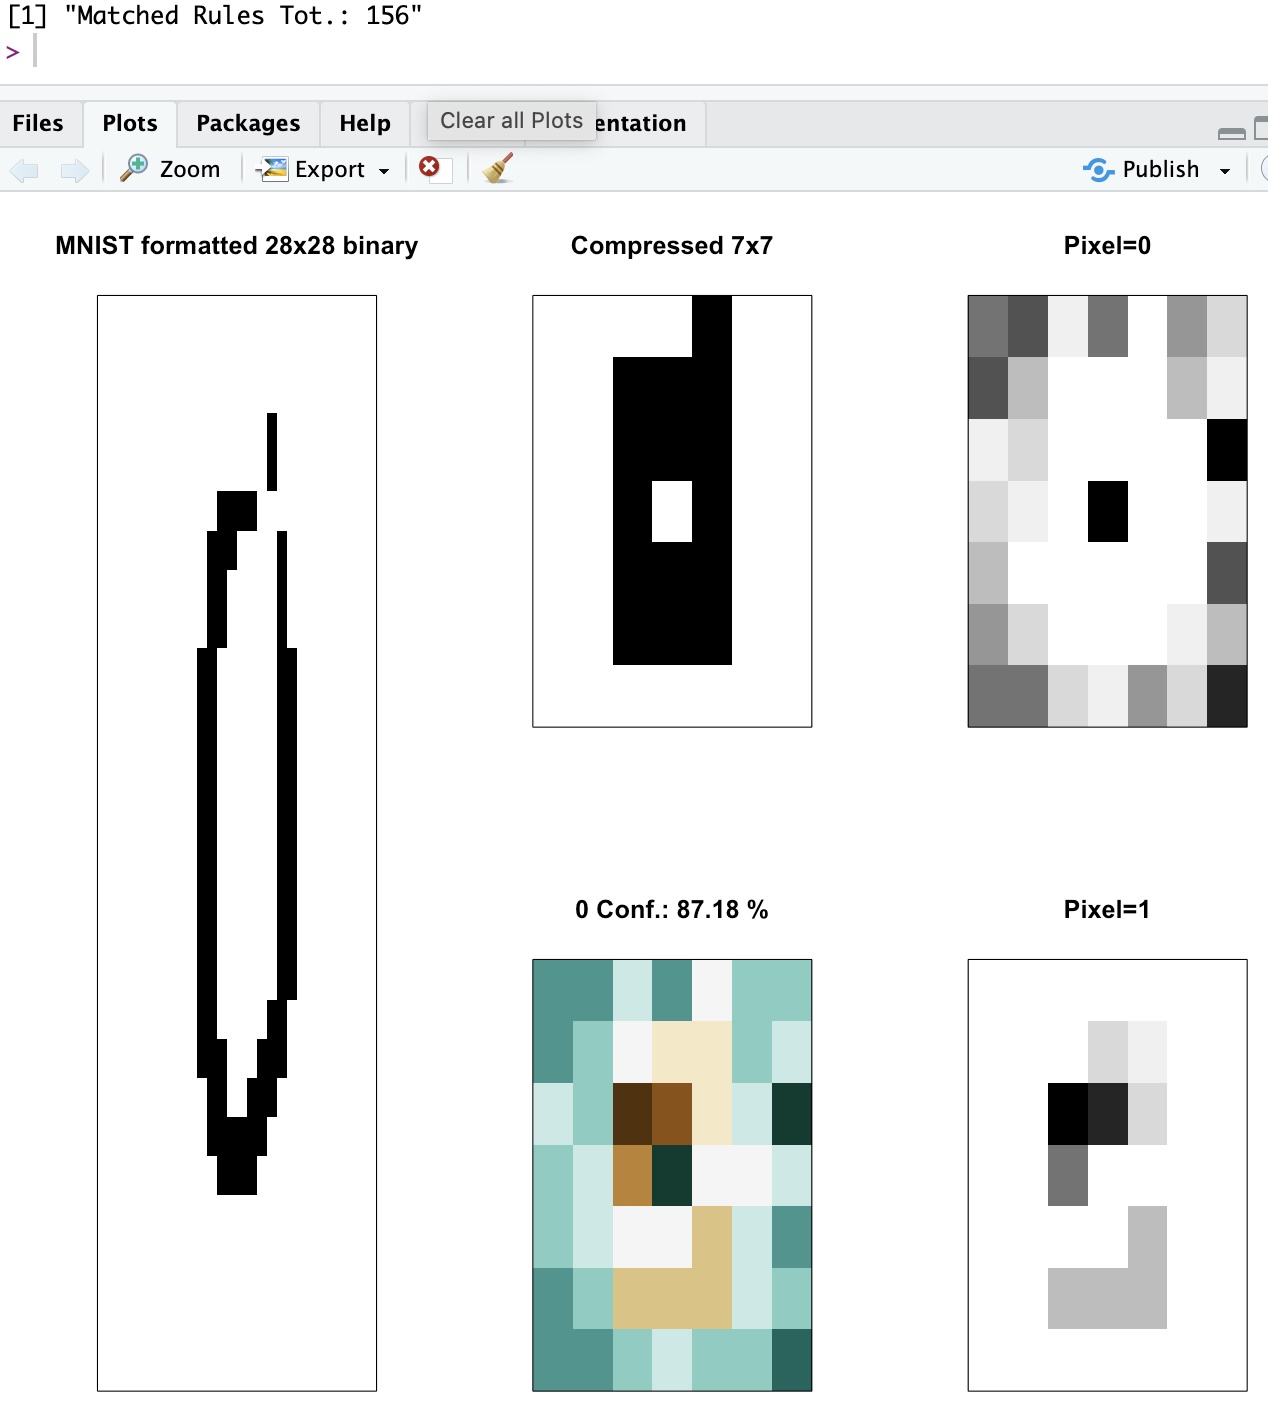 [1] "Matched Rules Tot.: 156"
>
Files Plots Packages Help Clear all Plots entation
Zoom Export Publish
MNIST formatted 28x28 binary Compressed 7x7 Pixel=0
0 Conf.: 87.18 % Pixel=1